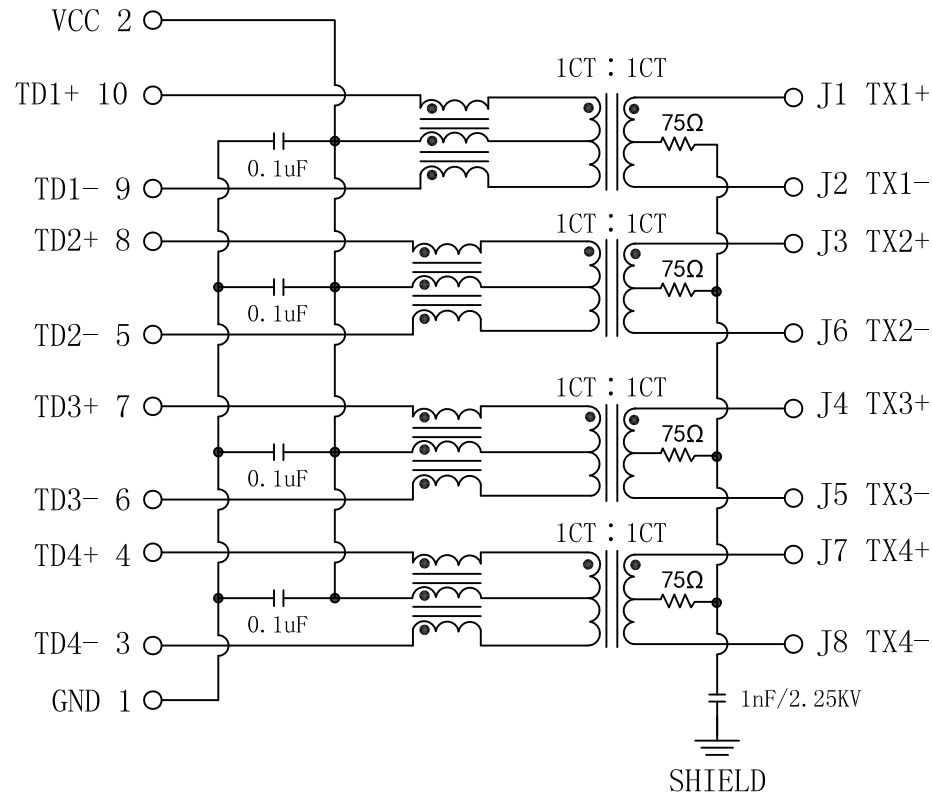 VCC 2
1CT : 1CT
TD1+ 10
J1 TX1+
75Ω
0.1uF
TD1- 9
J2 TX1-
1CT : 1CT
TD2+ 8
J3 TX2+
75Ω
0.1uF
TD2- 5
J6 TX2-
1CT : 1CT
TD3+ 7
J4 TX3+
75Ω
0.1uF
TD3- 6
J5 TX3-
1CT : 1CT
TD4+ 4
J7 TX4+
75Ω
0.1uF
TD4- 3
J8 TX4-
GND 1
1nF/2.25KV
SHIELD